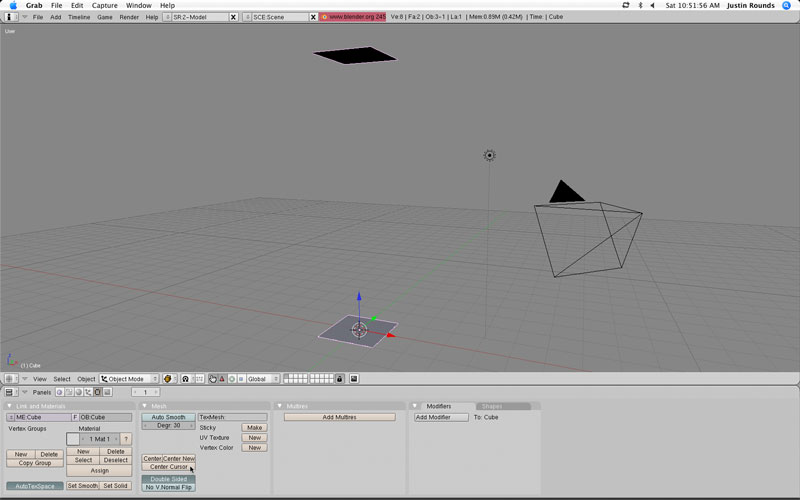 Grab File Edit Capture Window Help Sat 10:51:56 AM Justin Rounds
File Add Timeline Game Render Help SR:2-Model SCE:Scene www.blender.org 245 Ve:8 | Fa:2 | Ob:3-1 | La:1 | Mem:0.89M (0.42M) | Time: | Cube
User
(1) Cube
View Select Object Object Mode Global
Panels 1
Link and Materials Mesh Multires Modifiers Shapes
ME:Cube F OB:Cube Auto Smooth TexMesh: Add Multires Add Modifier To: Cube
Vertex Groups Material Degr: 30 Sticky Make
1 Mat 1 ? UV Texture New
New Delete New Delete Vertex Color New
Copy Group Select Deselect Center Center New
Assign Center Cursor
Double Sided
AutoTexSpace Set Smooth Set Solid No V.Normal Flip